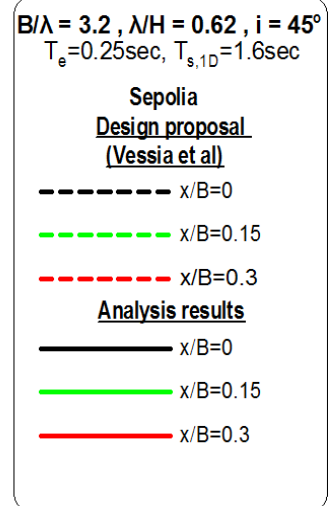 B/λ = 3.2 , λ/H = 0.62 , i = 45º
Te=0.25sec, Ts,1D=1.6sec
Sepolia
Design proposal
(Vessia et al)
x/B=0
x/B=0.15
x/B=0.3
Analysis results
x/B=0
x/B=0.15
x/B=0.3